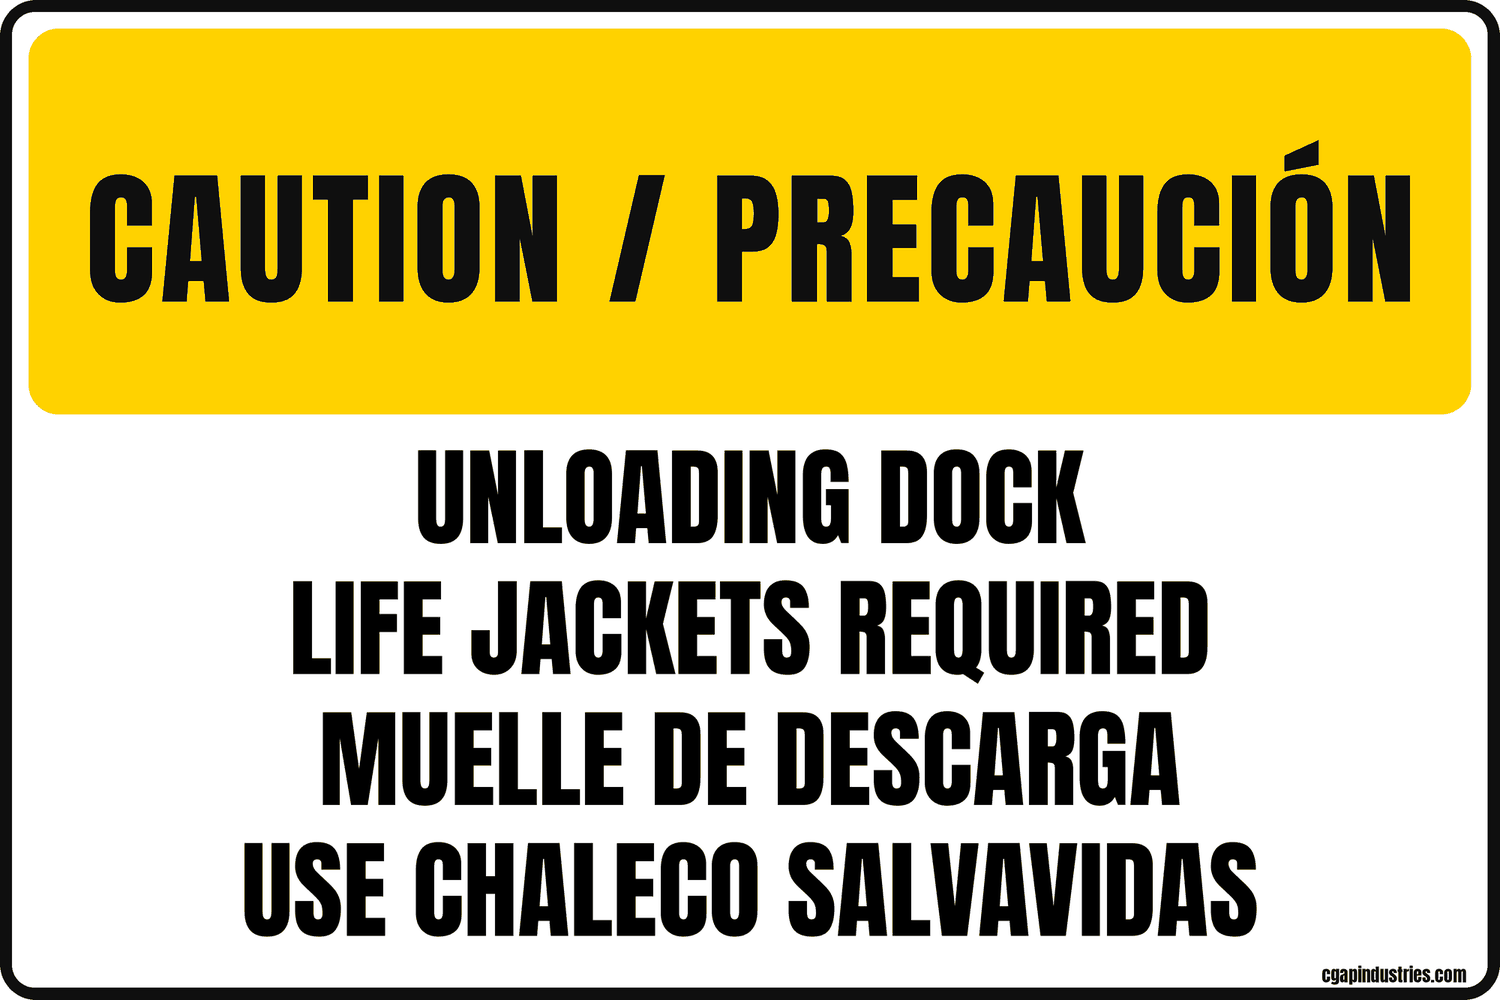 CAUTION / PRECAUCIÓN
UNLOADING DOCK
LIFE JACKETS REQUIRED
MUELLE DE DESCARGA
USE CHALECO SALVAVIDAS
cgapindustries.com